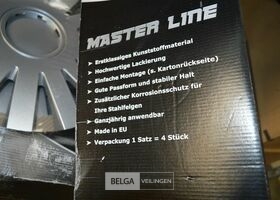 MASTER LINE
➤ Erstklassiges Kunststoffmaterial
➤ Hochwertige Lackierung
➤ Einfache Montage (s. Kartonrückseite)
➤ Gute Passform und stabiler Halt
➤ Zusätzlicher Korrosionsschutz für
Ihre Stahlfelgen
➤ Ganzjährig anwendbar
➤ Made in EU
➤ Verpackung 1 Satz = 4 Stück
BELGA
VEILINGEN